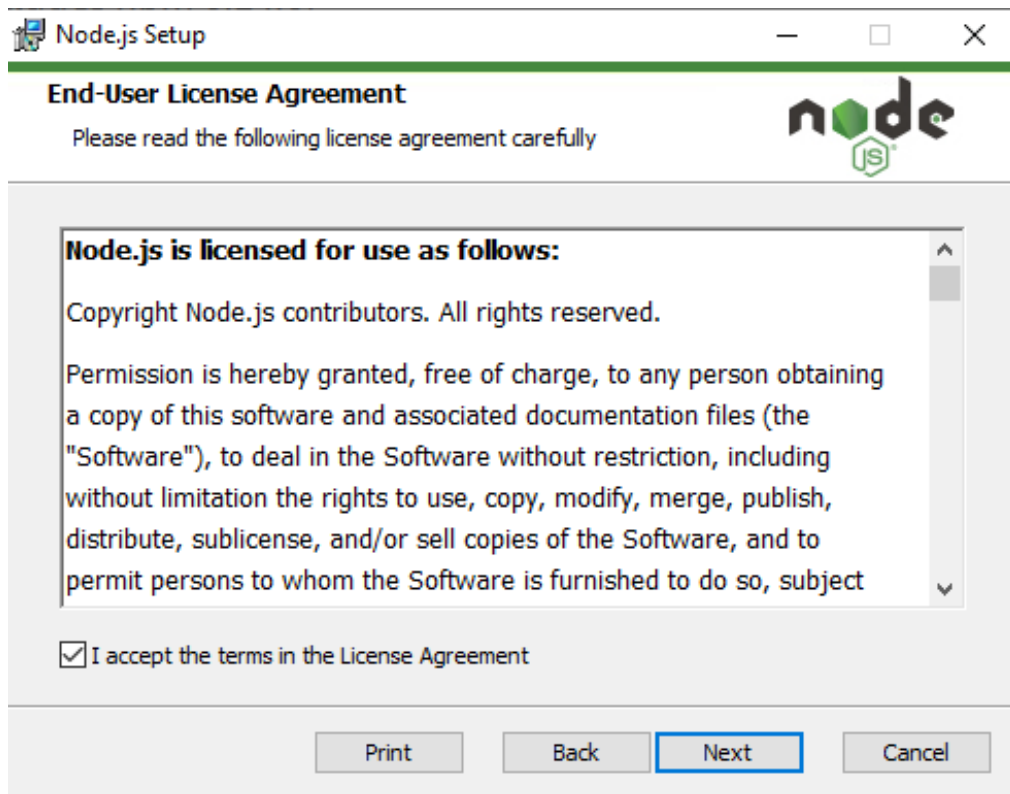 Node.js Setup
End-User License Agreement
Please read the following license agreement carefully
node
JS
Node.js is licensed for use as follows:
Copyright Node.js contributors. All rights reserved.
Permission is hereby granted, free of charge, to any person obtaining
a copy of this software and associated documentation files (the
"Software"), to deal in the Software without restriction, including
without limitation the rights to use, copy, modify, merge, publish,
distribute, sublicense, and/or sell copies of the Software, and to
permit persons to whom the Software is furnished to do so, subject
I accept the terms in the License Agreement
Print Back Next Cancel